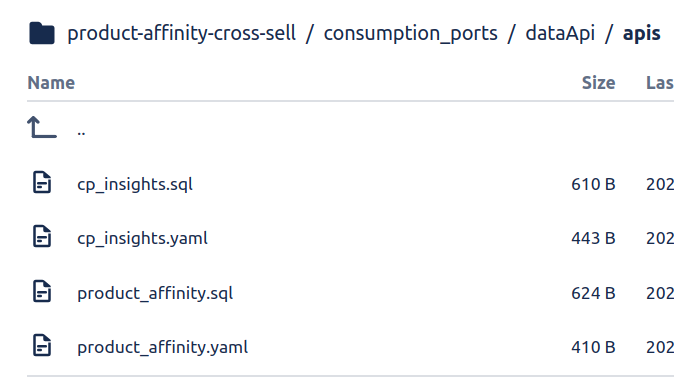 product-affinity-cross-sell / consumption_ports / dataApi / apis
Name Size Las
..
cp_insights.sql 610 B 202
cp_insights.yaml 443 B 202
product_affinity.sql 624 B 202
product_affinity.yaml 410 B 202